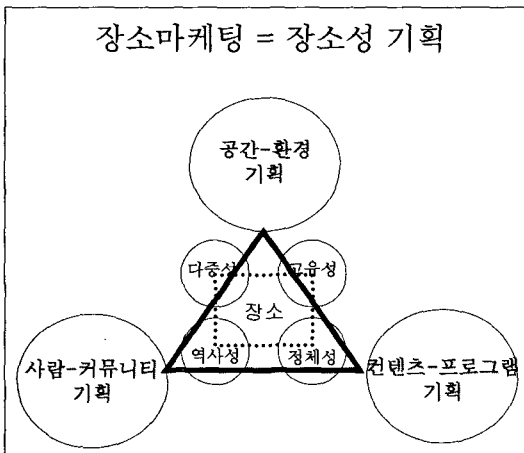 장소마케팅 = 장소성 기획
공간-환경
기획
다중성
고유성
장소
역사성
정체성
사람-커뮤니티
기획
컨텐츠-프로그램
기획